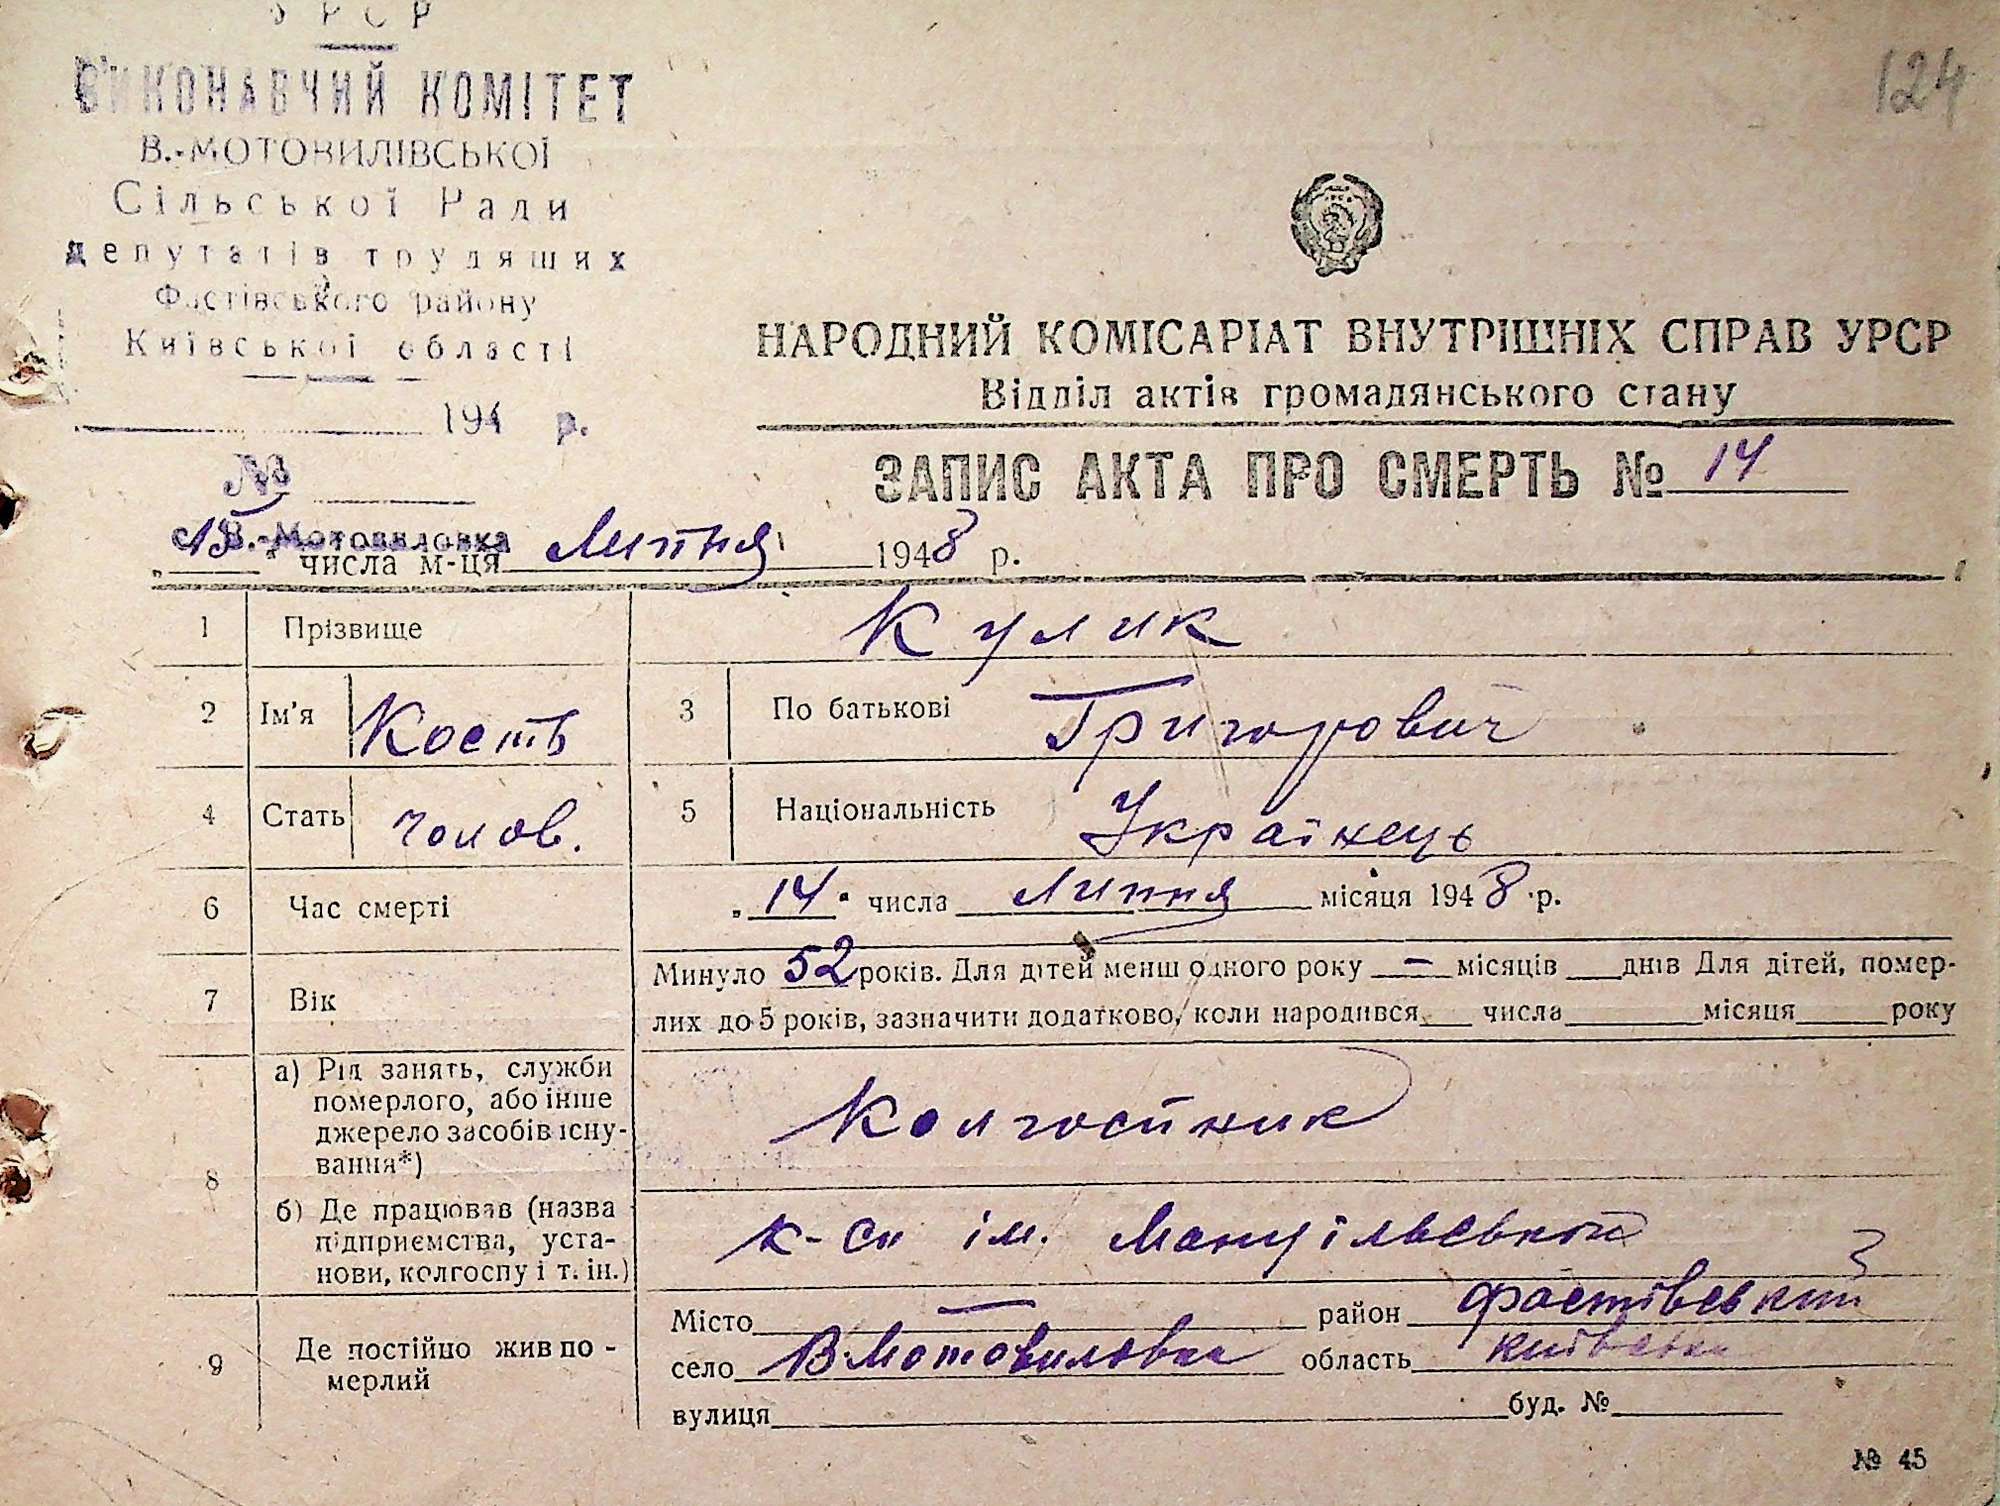 УРСР
ВИКОНАВЧИЙ КОМІТЕТ
В.-МОТОВИЛІВСЬКОЇ
Сільської Ради
депутатів трудящих
Фастівського району
Київської області
194 р.
№
с. В.-Мотовиловка
124
НАРОДНИЙ КОМІСАРІАТ ВНУТРІШНІХ СПРАВ УРСР
Відділ актів громадянського стану
ЗАПИС АКТА ПРО СМЕРТЬ № 14
„15“ числа м-ця Липня 1948 р.
1 Прізвище Кулик
2 Ім'я Кость 3 По батькові Григорович
4 Стать чолов. 5 Національність Українець
6 Час смерті „14“ числа Липня місяця 1948 р.
7 Вік Минуло 52 років. Для дітей менш одного року — місяців днів Для дітей, помер-
лих до 5 років, зазначити додатково, коли народився числа місяця року
8 а) Рід занять, служби
померлого, або інше
джерело засобів існу-
вання*)
Колгоспник
б) Де працював (назва
підприємства, уста-
нови, колгоспу і т. ін.)
к-сп ім. Мануїльської
9 Де постійно жив по-
мерлий
Місто — район Фастівський
село В-Мотовиловка область Київська
вулиця буд. №
№ 45